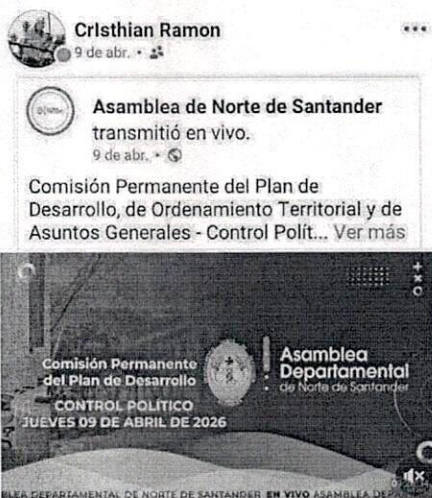 CrIsthian Ramon
9 de abr. •
Asamblea de Norte de Santander
transmitió en vivo.
9 de abr. •
Comisión Permanente del Plan de
Desarrollo, de Ordenamiento Territorial y de
Asuntos Generales - Control Polít... Ver más
Comisión Permanente
del Plan de Desarrollo
CONTROL POLÍTICO
JUEVES 09 DE ABRIL DE 2026
Asamblea
Departamental
de Norte de Santander
DEPARTAMENTAL DE NORTE DE SANTANDER EN VIVO ASAMBLEA